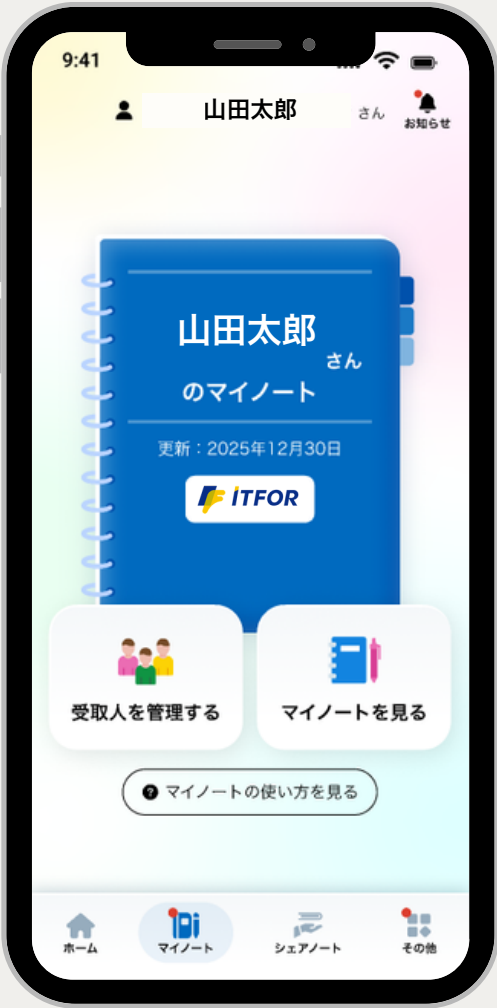 9:41
山田太郎 さん
お知らせ
山田太郎
さん
のマイノート
更新：2025年12月30日
ITFOR
受取人を管理する
マイノートを見る
? マイノートの使い方を見る
ホーム
マイノート
シェアノート
その他